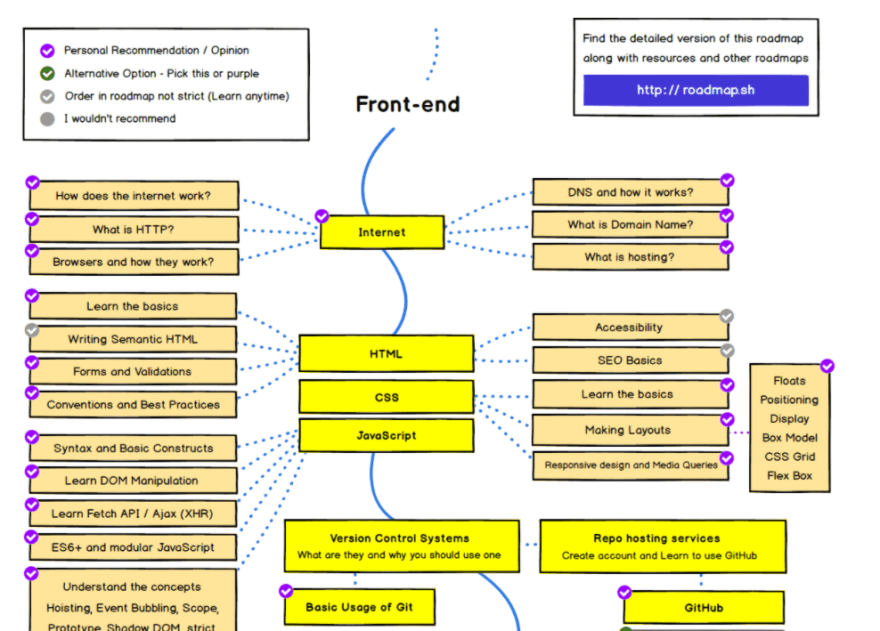 Personal Recommendation / Opinion
Alternative Option - Pick this or purple
Order in roadmap not strict (Learn anytime)
I wouldn't recommend
Find the detailed version of this roadmap
along with resources and other roadmaps
http:// roadmap.sh
Front-end
How does the internet work?
What is HTTP?
Browsers and how they work?
Internet
DNS and how it works?
What is Domain Name?
What is hosting?
Learn the basics
Writing Semantic HTML
Forms and Validations
Conventions and Best Practices
HTML
Accessibility
SEO Basics
CSS
Learn the basics
Making Layouts
Responsive design and Media Queries
Floats
Positioning
Display
Box Model
CSS Grid
Flex Box
JavaScript
Syntax and Basic Constructs
Learn DOM Manipulation
Learn Fetch API / Ajax (XHR)
ES6+ and modular JavaScript
Understand the concepts
Hoisting, Event Bubbling, Scope,
Prototype, Shadow DOM, strict
Version Control Systems
What are they and why you should use one
Basic Usage of Git
Repo hosting services
Create account and Learn to use GitHub
GitHub